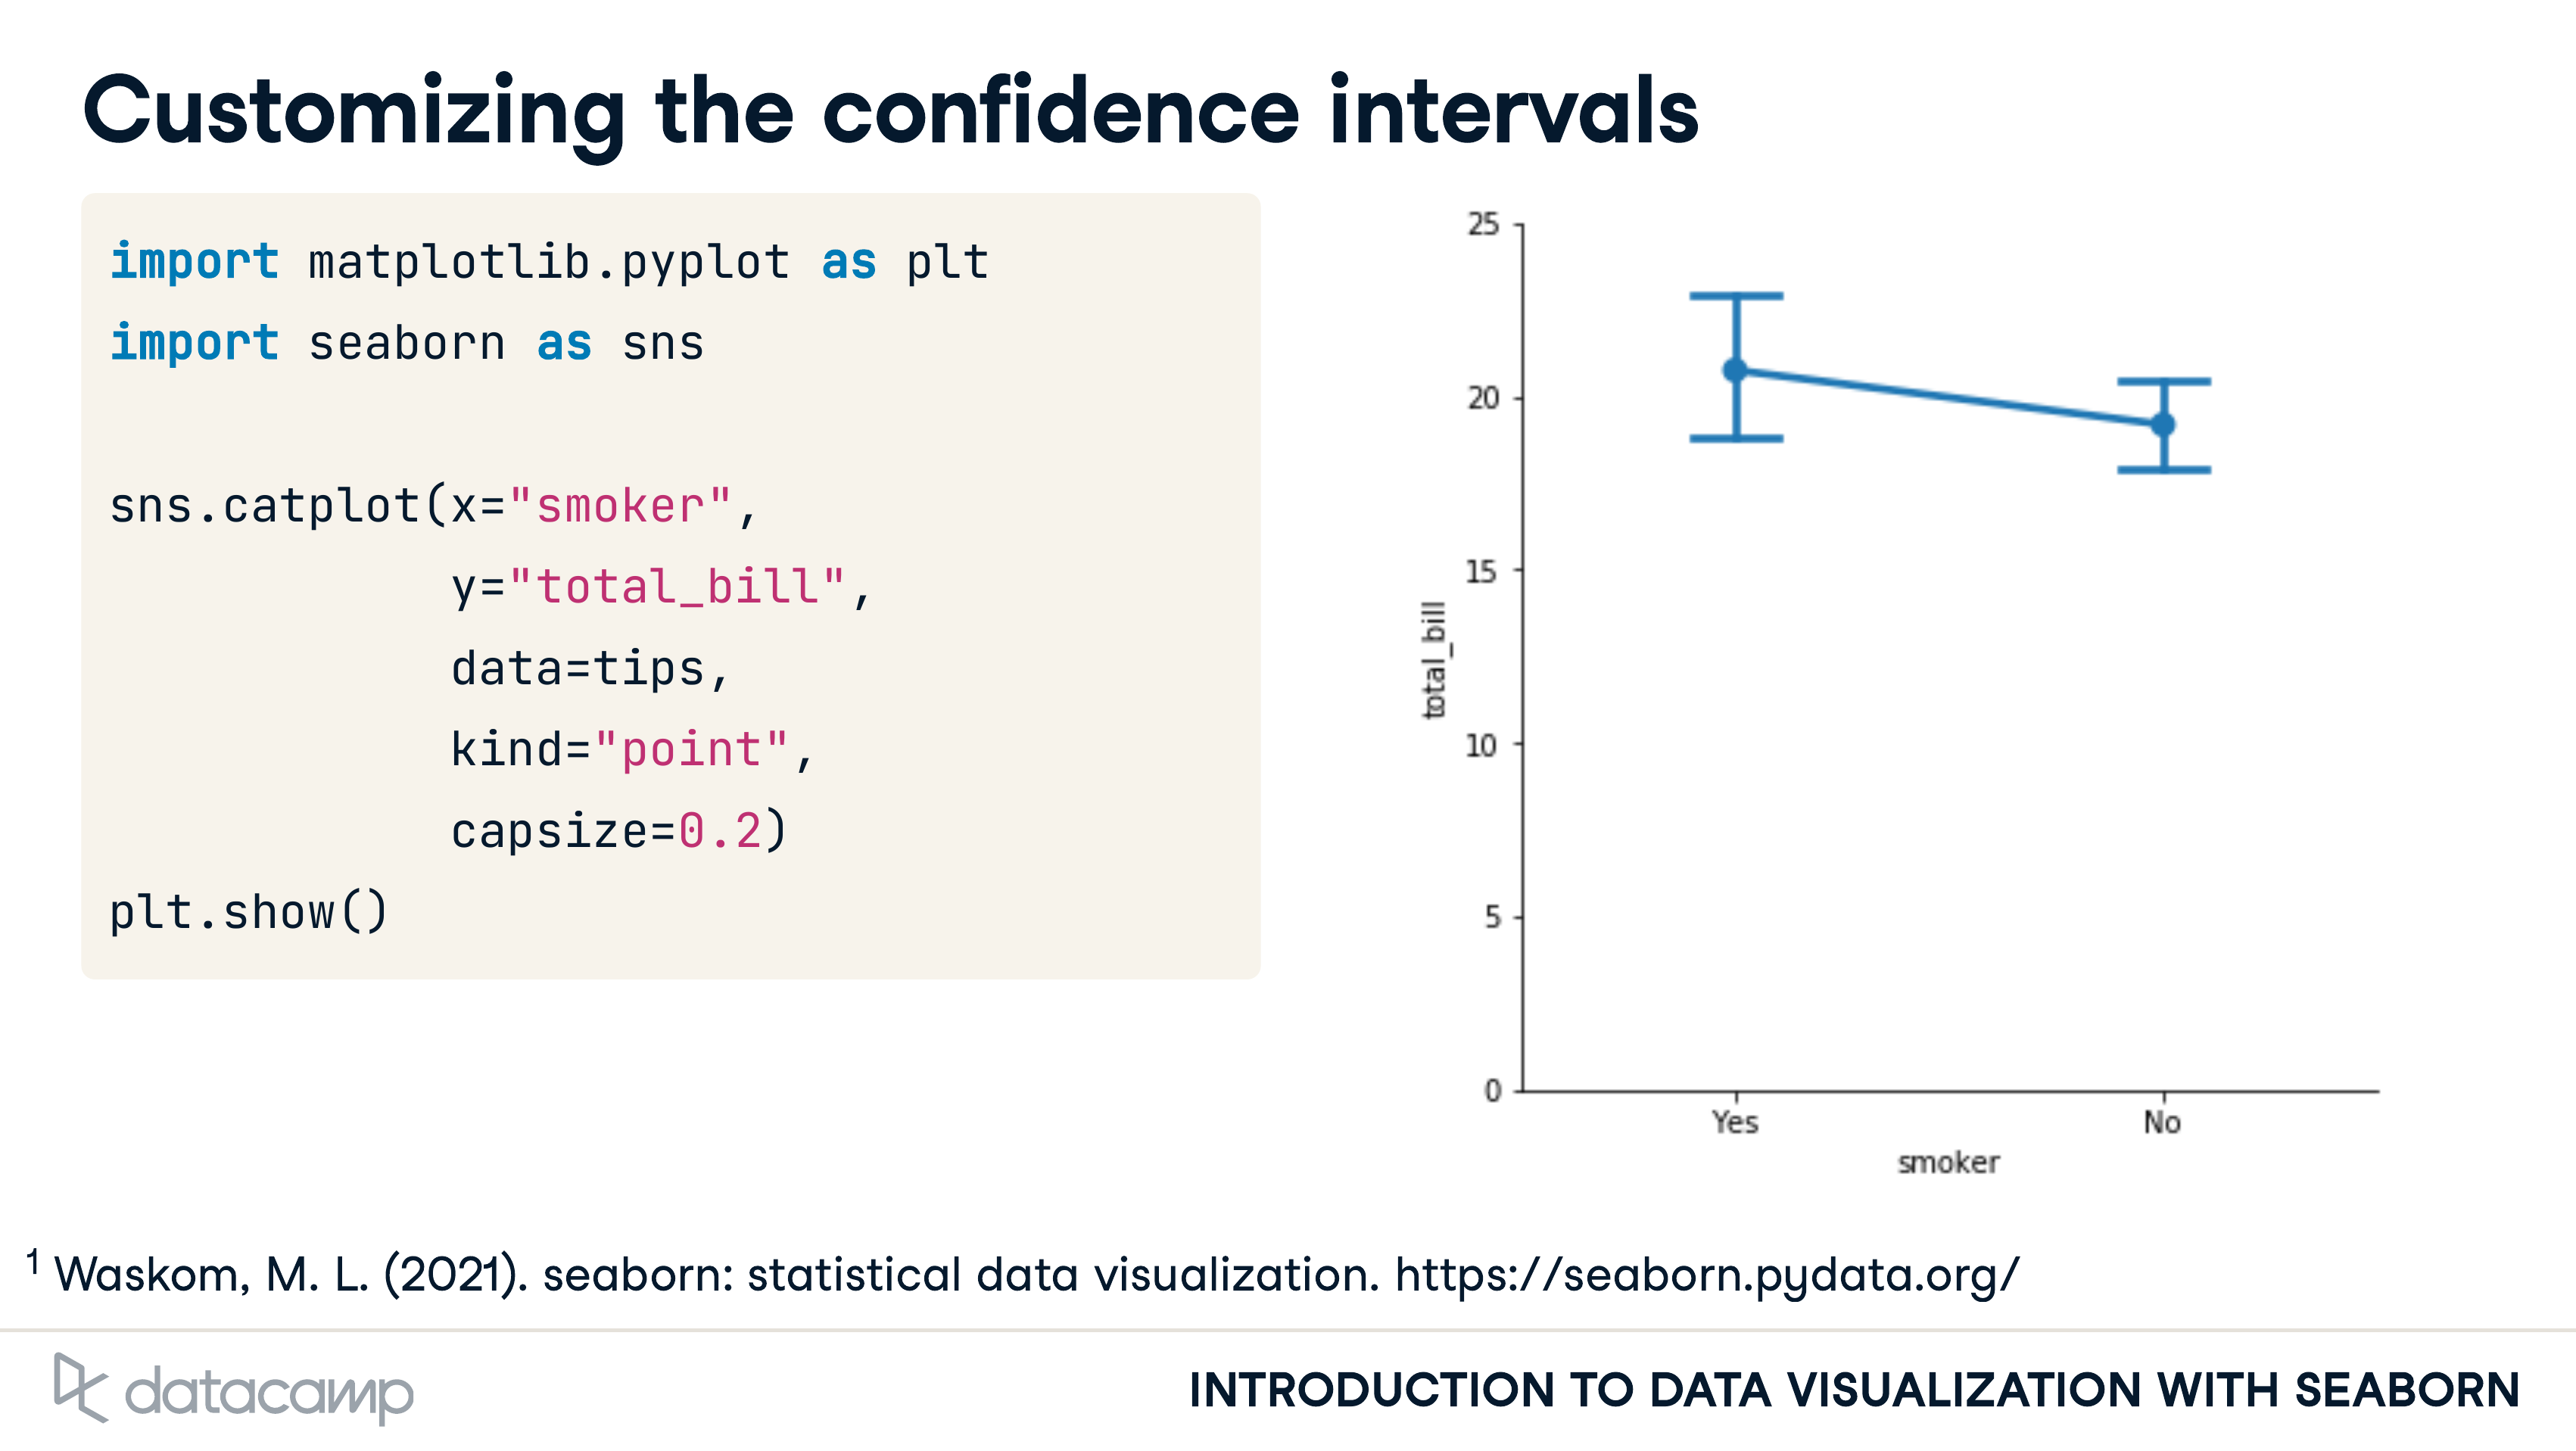 Customizing the confidence intervals
import matplotlib.pyplot as plt
import seaborn as sns
sns.catplot(x="smoker",
            y="total_bill",
            data=tips,
            kind="point",
            capsize=0.2)
plt.show()
25
20
15
10
5
0
total_bill
Yes
No
smoker
1 Waskom, M. L. (2021). seaborn: statistical data visualization. https://seaborn.pydata.org/
datacamp
INTRODUCTION TO DATA VISUALIZATION WITH SEABORN